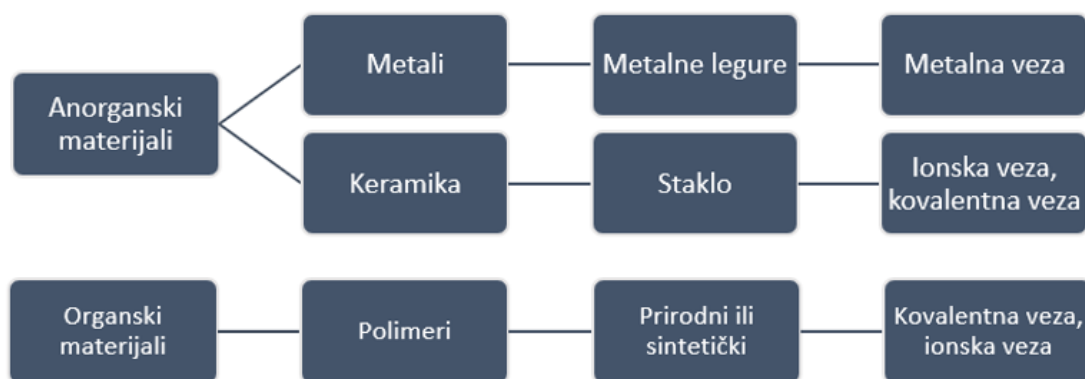 Anorganski
materijali
Metali
Metalne legure
Metalna veza
Keramika
Staklo
Ionska veza,
kovalentna veza
Organski
materijali
Polimeri
Prirodni ili
sintetički
Kovalentna veza,
ionska veza